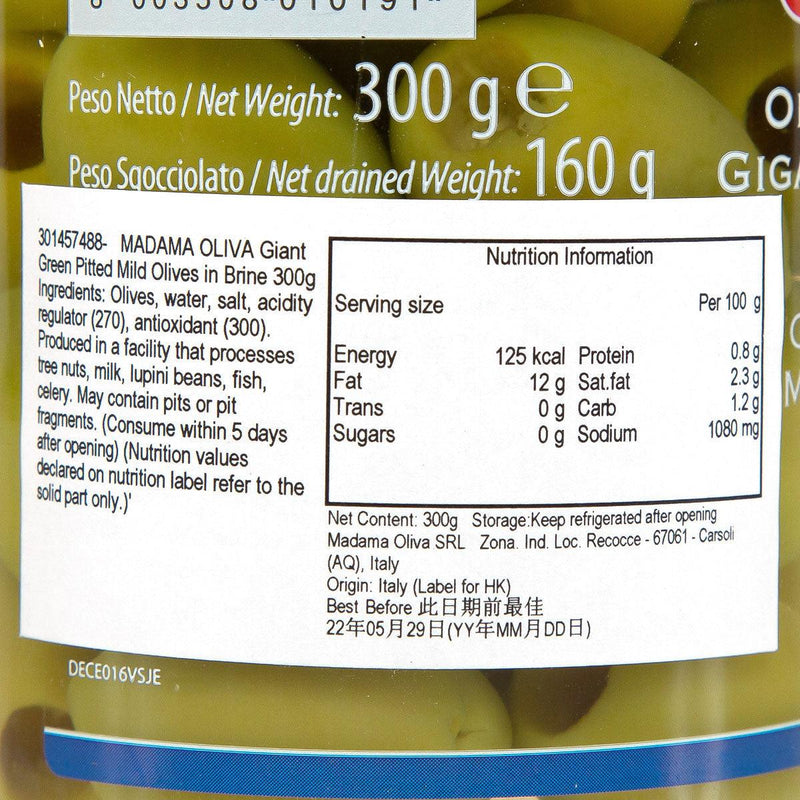 Peso Netto / Net Weight: 300 g e
Peso Sgocciolato / Net drained Weight: 160 g
301457488- MADAMA OLIVA Giant
Green Pitted Mild Olives in Brine 300g
Ingredients: Olives, water, salt, acidity
regulator (270), antioxidant (300).
Produced in a facility that processes
tree nuts, milk, lupini beans, fish,
celery. May contain pits or pit
fragments. (Consume within 5 days
after opening) (Nutrition values
declared on nutrition label refer to the
solid part only.)'
Nutrition Information
Serving size Per 100 g
Energy 125 kcal Protein 0.8 g
Fat 12 g Sat.fat 2.3 g
Trans 0 g Carb 1.2 g
Sugars 0 g Sodium 1080 mg
Net Content: 300g Storage:Keep refrigerated after opening
Madama Oliva SRL Zona. Ind. Loc. Recocce - 67061 - Carsoli
(AQ), Italy
Origin: Italy (Label for HK)
Best Before 此日期前最佳
22年05月29日(YY年MM月DD日)
DECE016VSJE